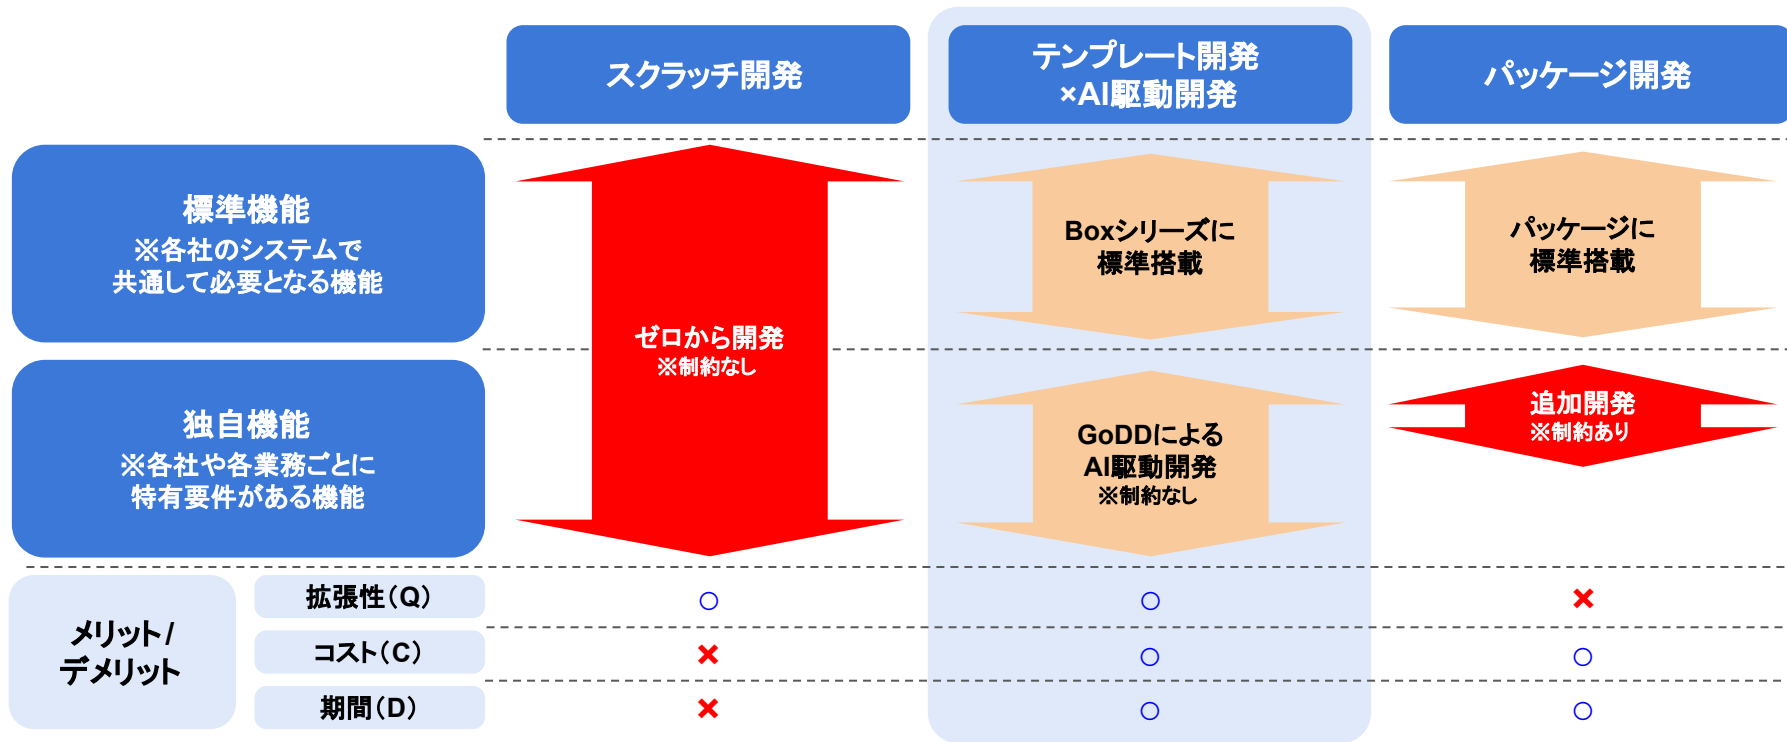 スクラッチ開発
テンプレート開発
×AI駆動開発
パッケージ開発
標準機能
※各社のシステムで
共通して必要となる機能
Boxシリーズに
標準搭載
パッケージに
標準搭載
ゼロから開発
※制約なし
独自機能
※各社や各業務ごとに
特有要件がある機能
GoDDによる
AI駆動開発
※制約なし
追加開発
※制約あり
メリット/
デメリット
拡張性(Q)
○ ○ ×
コスト(C)
× ○ ○
期間(D)
× ○ ○